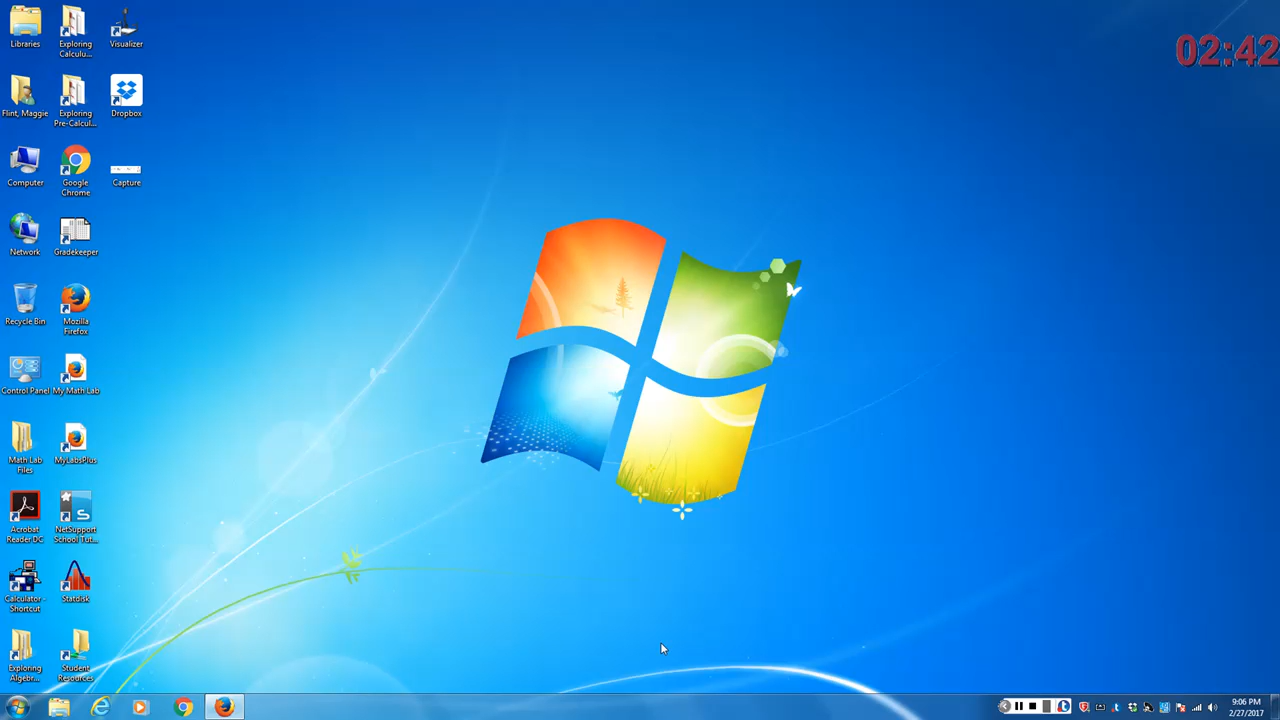 02:42
Libraries
Exploring
Calculu...
Visualizer
Flint, Maggie
Exploring
Pre-Calcul...
Dropbox
Computer
Google
Chrome
Capture
Network
Gradekeeper
Recycle Bin
Mozilla
Firefox
Control Panel
My Math Lab
Math Lab
Files
MyLabsPlus
Acrobat
Reader DC
NetSupport
School Tut...
Calculator -
Shortcut
Statdisk
Exploring
Algebr...
Student
Resources
9:06 PM
2/27/2017